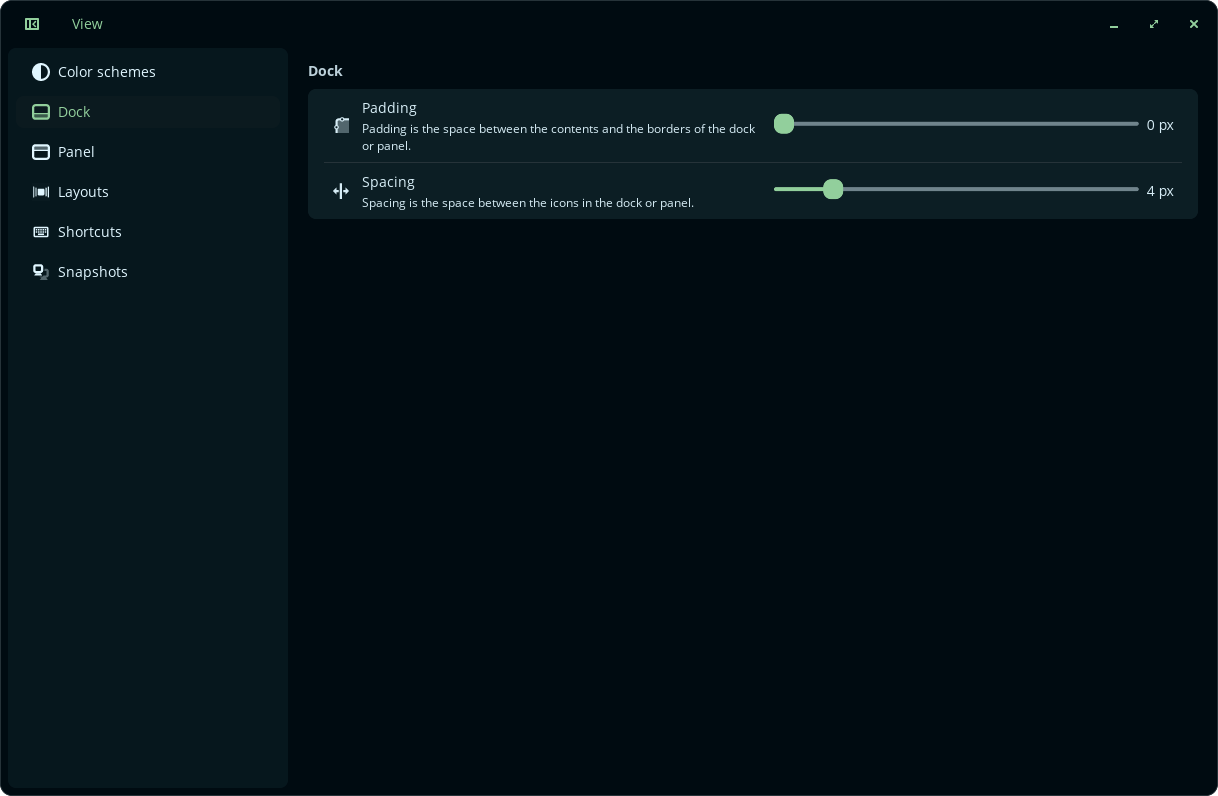 View
Color schemes
Dock
Panel
Layouts
Shortcuts
Snapshots
Dock
Padding
Padding is the space between the contents and the borders of the dock
or panel.
0 px
Spacing
Spacing is the space between the icons in the dock or panel.
4 px